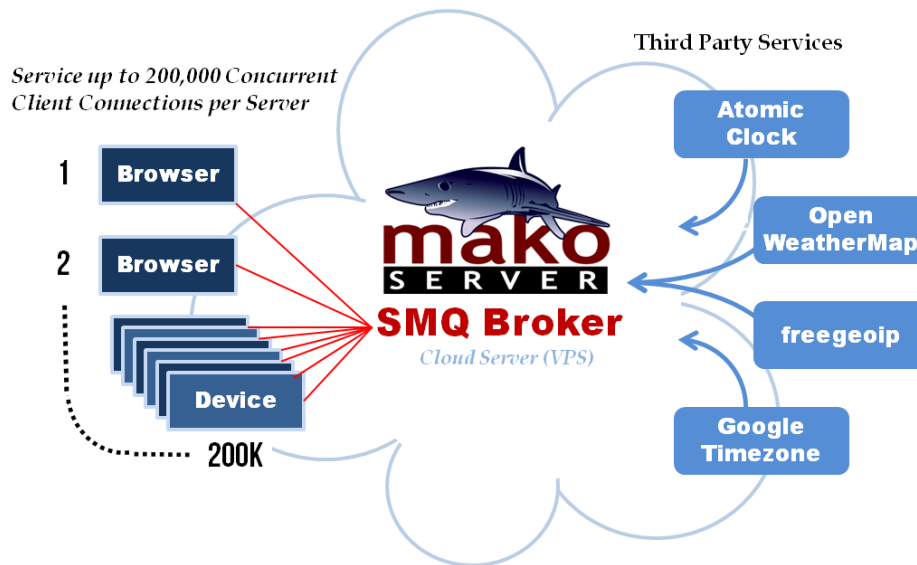 Service up to 200,000 Concurrent
Client Connections per Server
1
Browser
2
Browser
Device
200K
mako
SERVER
SMQ Broker
Cloud Server (VPS)
Third Party Services
Atomic
Clock
Open
WeatherMap
freegeoip
Google
Timezone